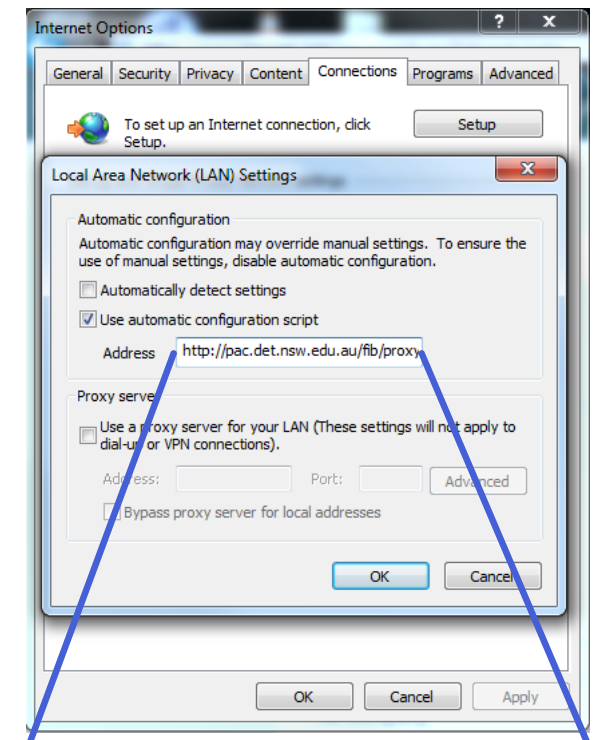 Internet Options
? X
General Security Privacy Content Connections Programs Advanced
To set up an Internet connection, click
Setup.
Setup
Local Area Network (LAN) Settings
X
Automatic configuration
Automatic configuration may override manual settings. To ensure the
use of manual settings, disable automatic configuration.
Automatically detect settings
Use automatic configuration script
Address http://pac.det.nsw.edu.au/fib/proxy
Proxy server
Use a proxy server for your LAN (These settings will not apply to
dial-up or VPN connections).
Address: Port: Advanced
Bypass proxy server for local addresses
OK Cancel
OK Cancel Apply